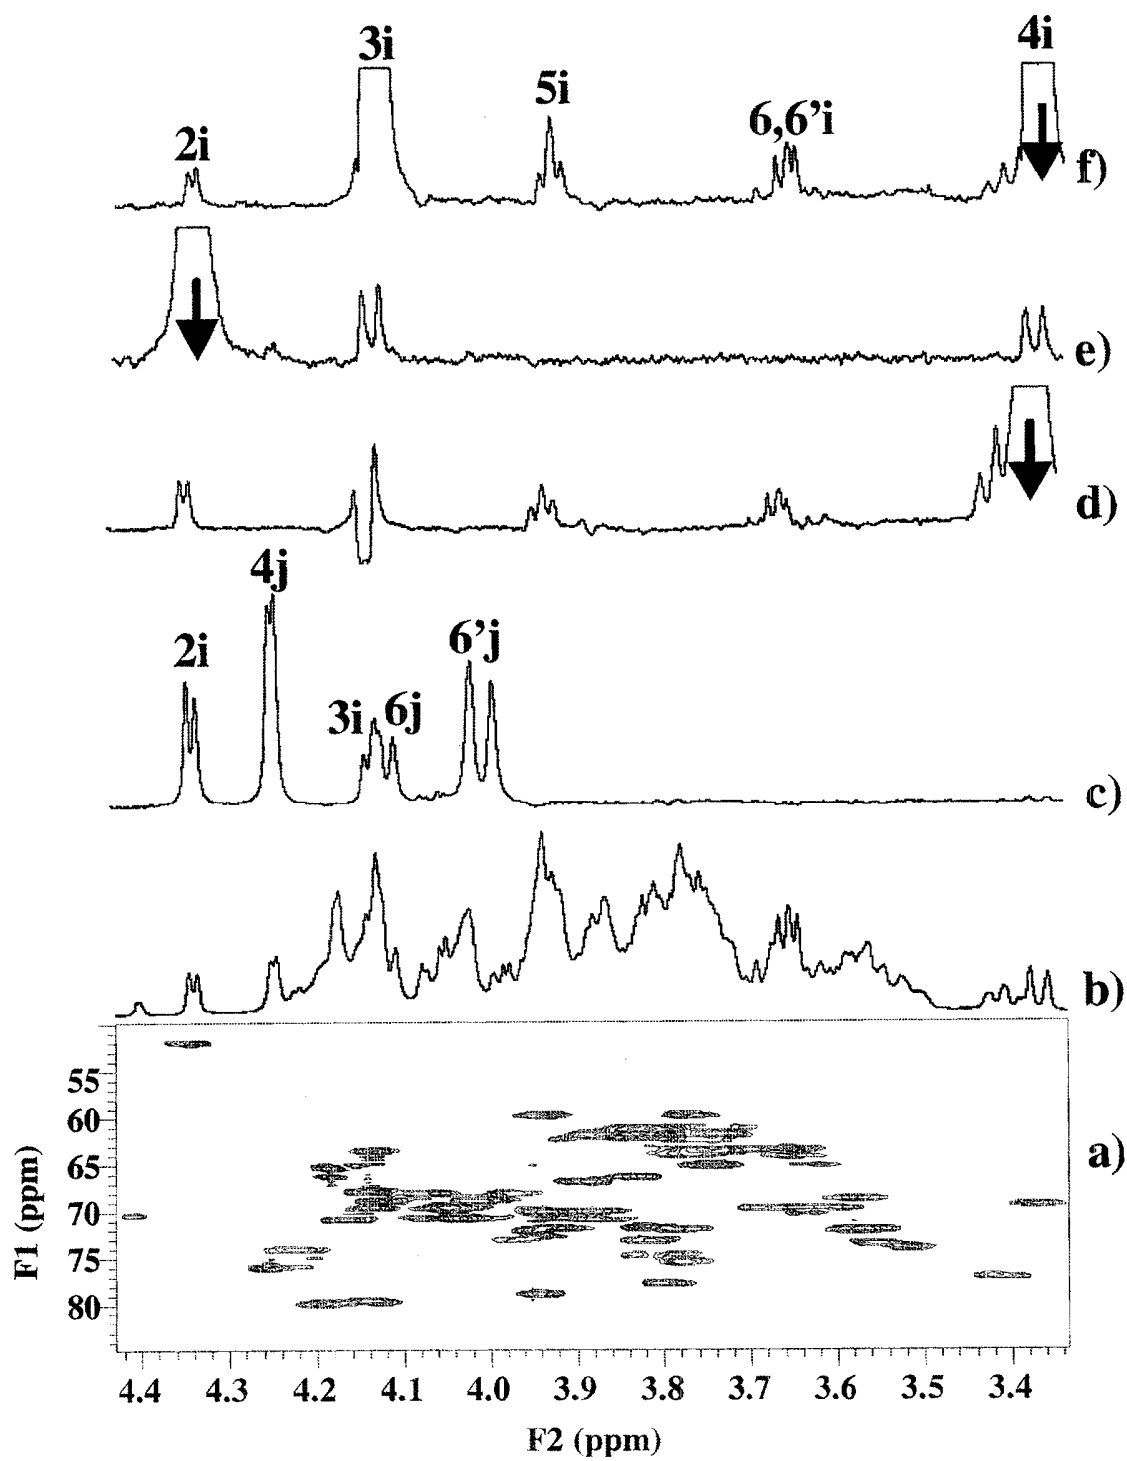 4i
3i
5i
6,6'i
2i
f)
e)
d)
4j
2i
6'j
3i
6j
c)
b)
a)
55
60
65
70
75
80
F1 (ppm)
4.4 4.3 4.2 4.1 4.0 3.9 3.8 3.7 3.6 3.5 3.4
F2 (ppm)